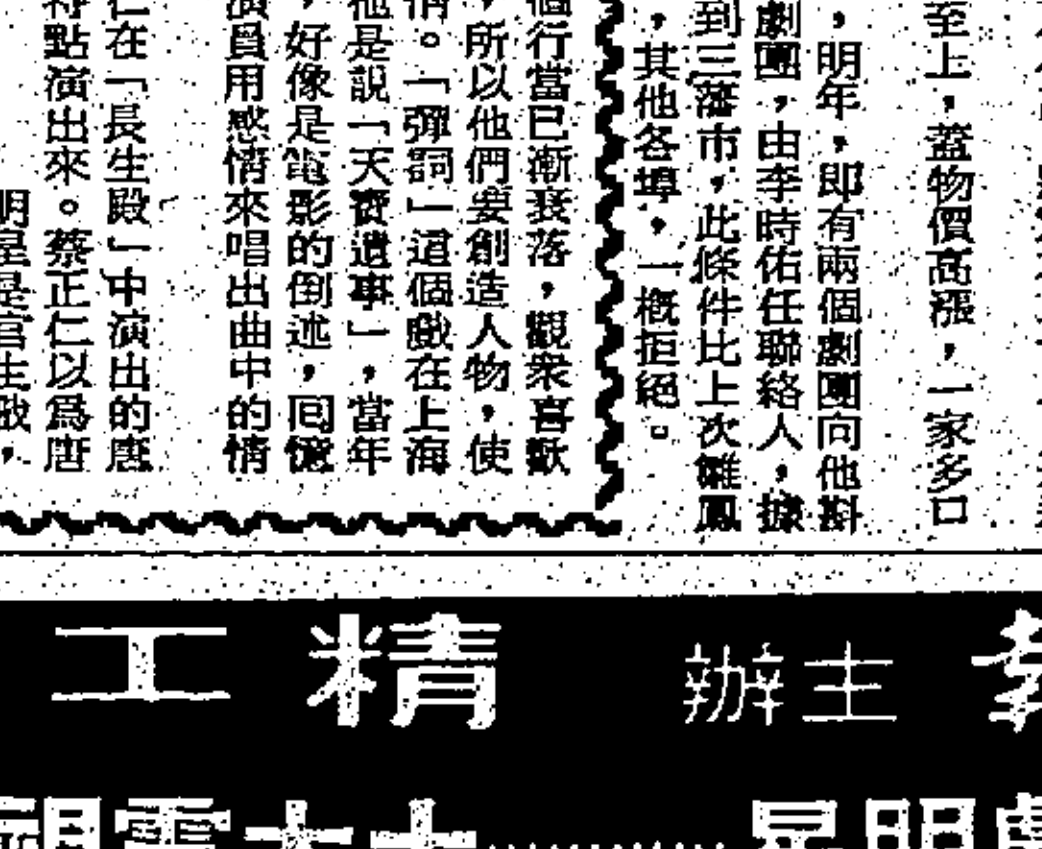 至上，蓋物價高漲，一家多口
，明年，即有兩個劇團向他斟
劇團，由李時佑任聯絡人，據
到三藩市，此條件比上次雛鳳
，其他各埠，一概拒絕。
個行當已漸衰落，觀衆喜歡
，所以他們要創造人物，使
。「彈詞」這個戲在上海
他是說「天寶遺事」，當年
，好像是電影的倒述，回憶
演員用感情來唱出曲中的情
仁在「長生殿」中演出的唐
特點演出來。蔡正仁以爲唐
明星是官生戲，
主辦
精工